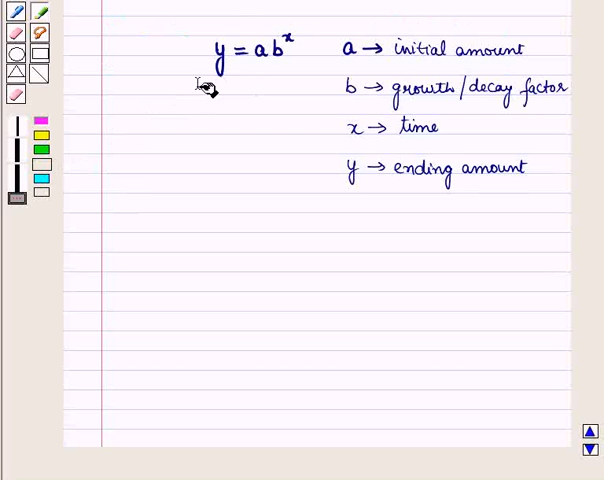 y = ab^x a → initial amount
b → growth/decay factor
x → time
y → ending amount